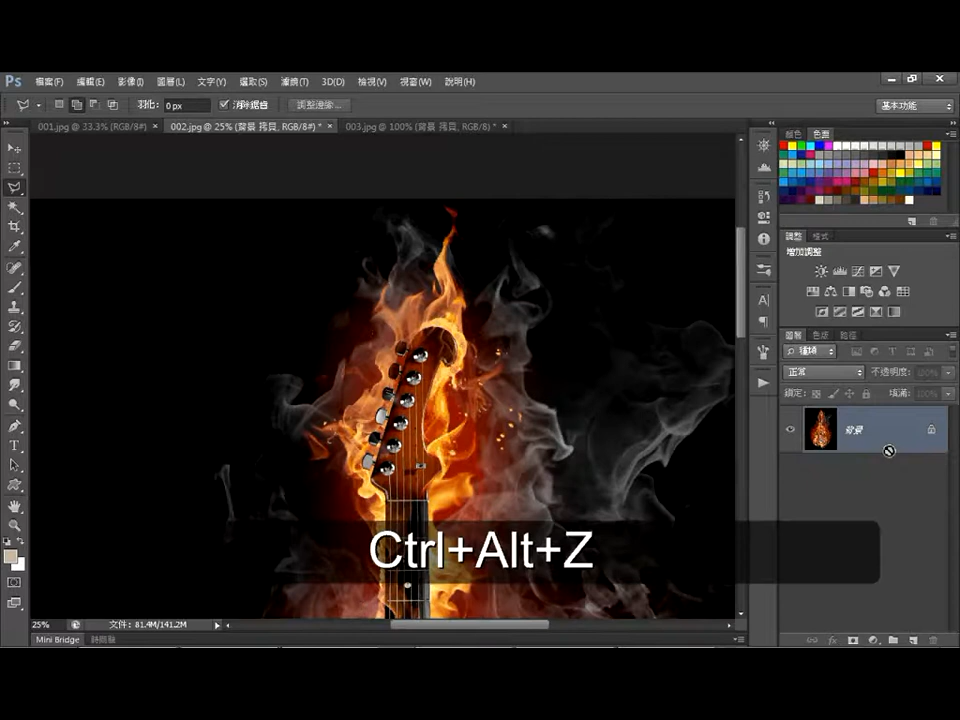 Ps 檔案(F) 編輯(E) 影像(I) 圖層(L) 文字(Y) 選取(S) 濾鏡(T) 3D(D) 檢視(V) 視窗(W) 說明(H)
羽化: 0 px 消除鋸齒 調整邊緣... 基本功能
001.jpg @ 33.3% (RGB/8#) × 002.jpg @ 25% (背景 拷貝, RGB/8#) * × 003.jpg @ 100% (背景 拷貝, RGB/8) * ×
顏色 色票
調整 樣式
增加調整
圖層 色版 路徑
種類
正常 不透明度: 100%
鎖定: 填滿: 100%
背景
Ctrl+Alt+Z
25% 文件: 81.4M/141.2M
Mini Bridge 時間軸